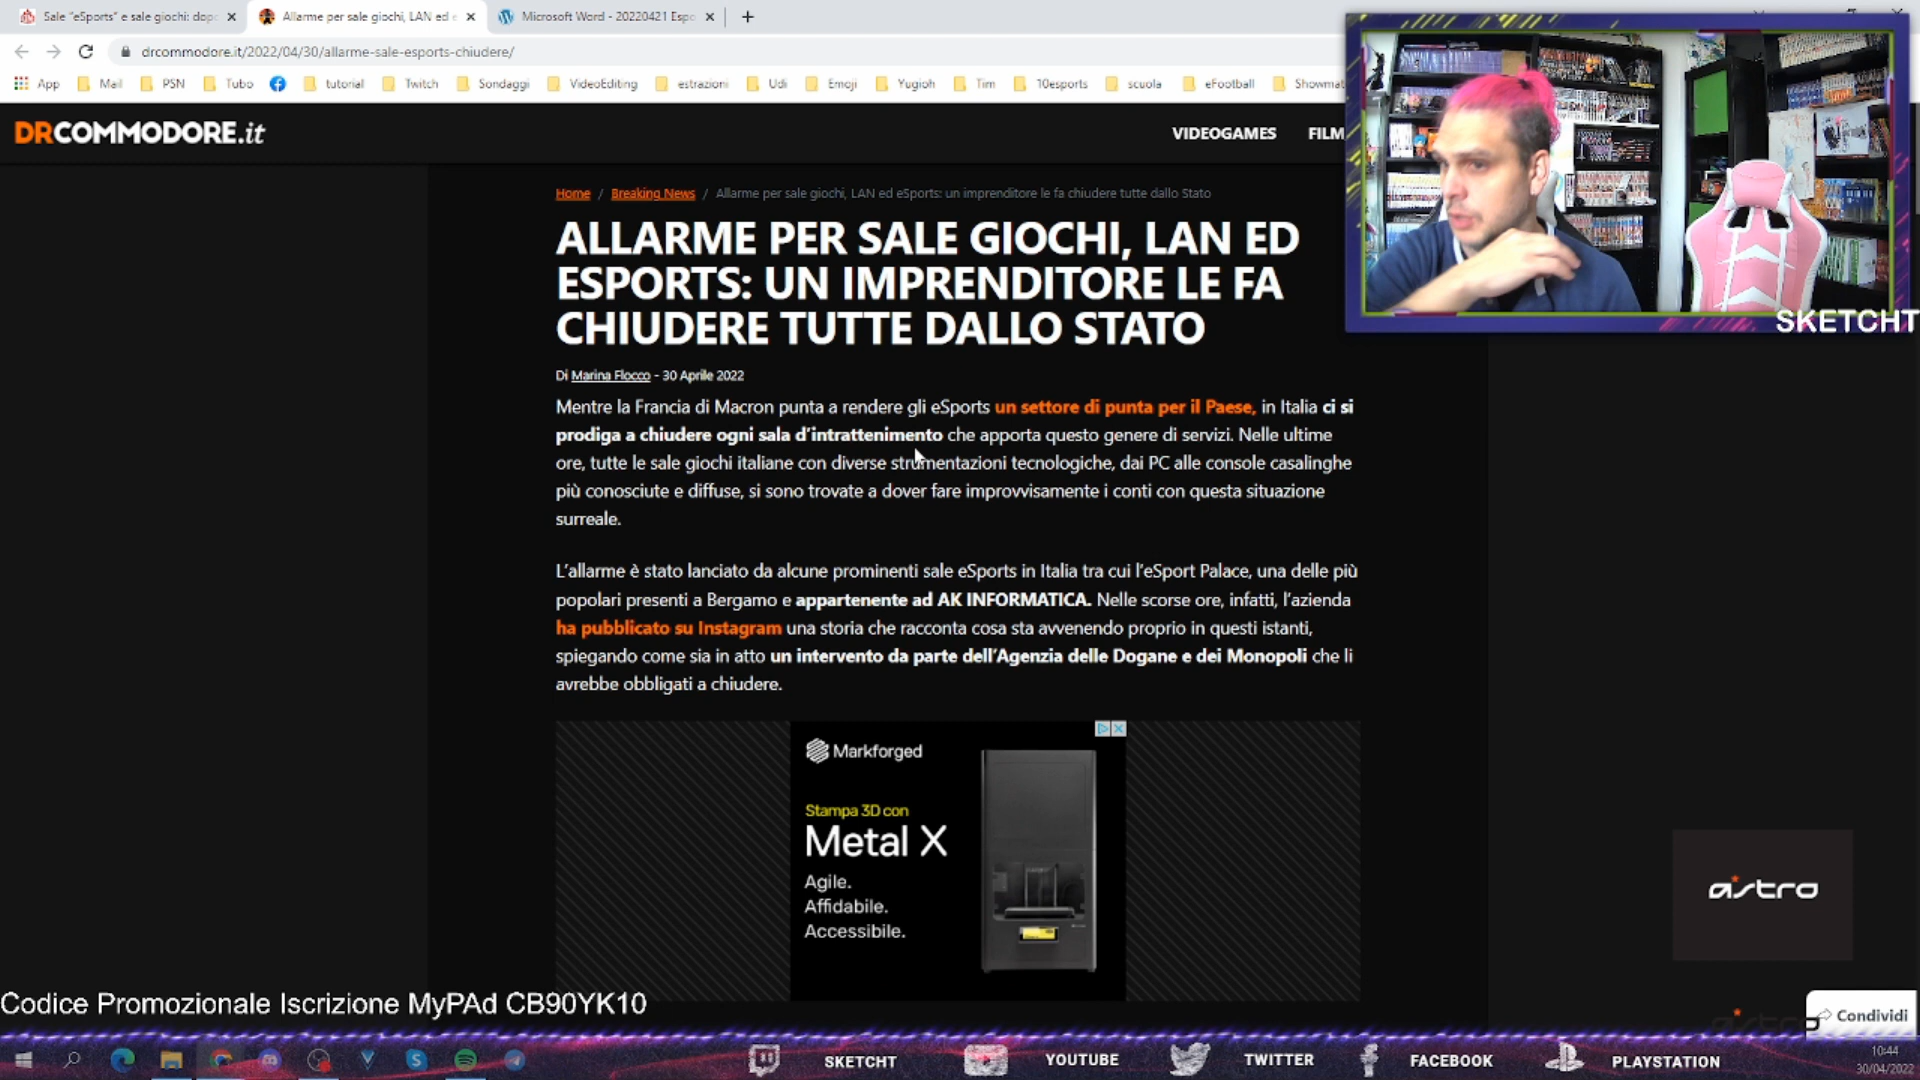 Sale "eSports" e sale giochi: dopo
Allarme per sale giochi, LAN ed e
Microsoft Word - 20220421 Espo
drcommodore.it/2022/04/30/allarme-sale-esports-chiudere/
App Mail PSN Tubo tutorial Twitch Sondaggi VideoEditing estrazioni Udi Emoji Yugioh Tim 10esports scuola eFootball Showmat
DRCOMMODORE.it
VIDEOGAMES FILM
Home / Breaking News / Allarme per sale giochi, LAN ed eSports: un imprenditore le fa chiudere tutte dallo Stato
ALLARME PER SALE GIOCHI, LAN ED
ESPORTS: UN IMPRENDITORE LE FA
CHIUDERE TUTTE DALLO STATO
SKETCHT
Di Marina Flocco - 30 Aprile 2022
Mentre la Francia di Macron punta a rendere gli eSports un settore di punta per il Paese, in Italia ci si
prodiga a chiudere ogni sala d'intrattenimento che apporta questo genere di servizi. Nelle ultime
ore, tutte le sale giochi italiane con diverse strumentazioni tecnologiche, dai PC alle console casalinghe
più conosciute e diffuse, si sono trovate a dover fare improvvisamente i conti con questa situazione
surreale.
L'allarme è stato lanciato da alcune prominenti sale eSports in Italia tra cui l'eSport Palace, una delle più
popolari presenti a Bergamo e appartenente ad AK INFORMATICA. Nelle scorse ore, infatti, l'azienda
ha pubblicato su Instagram una storia che racconta cosa sta avvenendo proprio in questi istanti,
spiegando come sia in atto un intervento da parte dell'Agenzia delle Dogane e dei Monopoli che li
avrebbe obbligati a chiudere.
Markforged
Stampa 3D con
Metal X
Agile.
Affidabile.
Accessibile.
astro
Codice Promozionale Iscrizione MyPAd CB90YK10
Condividi
astro
SKETCHT YOUTUBE TWITTER FACEBOOK PLAYSTATION
10:44
30/04/2022